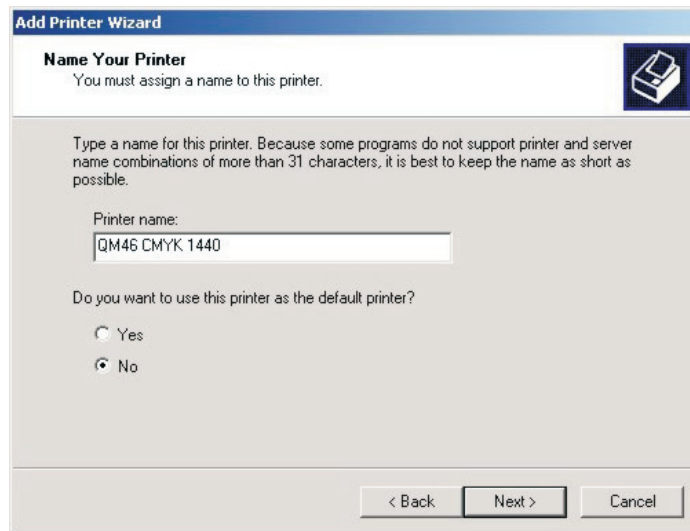 Add Printer Wizard
Name Your Printer
You must assign a name to this printer.
Type a name for this printer. Because some programs do not support printer and server
name combinations of more than 31 characters, it is best to keep the name as short as
possible.
Printer name:
QM46 CMYK 1440
Do you want to use this printer as the default printer?
Yes
No
< Back Next > Cancel